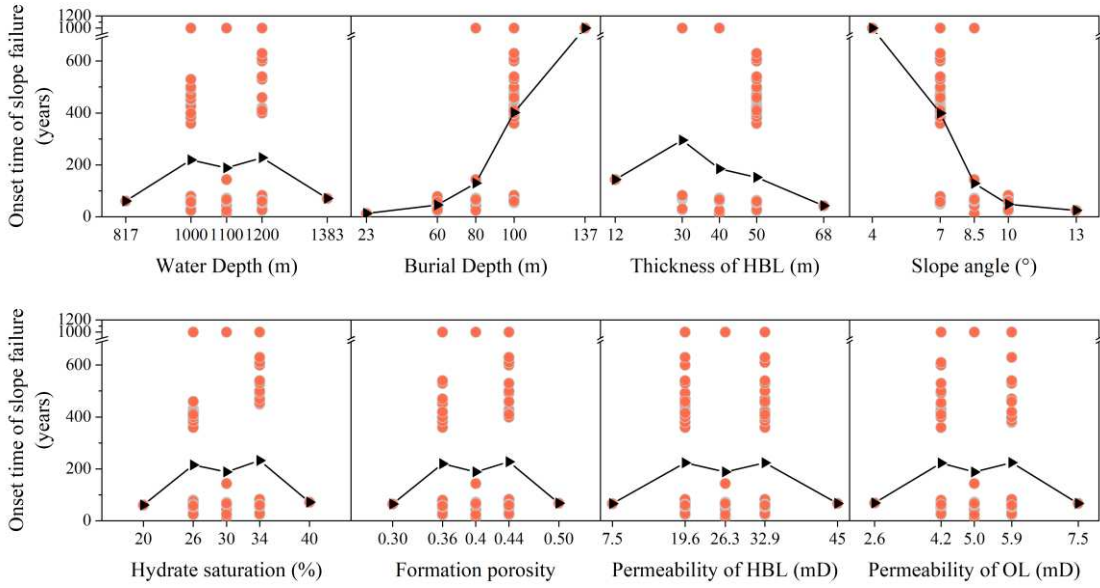 Onset time of slope failure
(years)
1200
1000
600
400
200
0
817 1000 1100 1200 1383
Water Depth (m)
23 60 80 100 137
Burial Depth (m)
12 30 40 50 68
Thickness of HBL (m)
4 7 8.5 10 13
Slope angle (°)
Onset time of slope failure
(years)
1200
1000
600
400
200
0
20 26 30 34 40
Hydrate saturation (%)
0.30 0.36 0.4 0.44 0.50
Formation porosity
7.5 19.6 26.3 32.9 45
Permeability of HBL (mD)
2.6 4.2 5.0 5.9 7.5
Permeability of OL (mD)